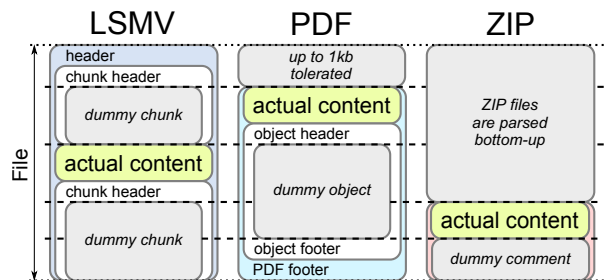 LSMV
PDF
ZIP
File
header
chunk header
dummy chunk
actual content
chunk header
dummy chunk
up to 1kb
tolerated
actual content
object header
dummy object
object footer
PDF footer
ZIP files
are parsed
bottom-up
actual content
dummy comment